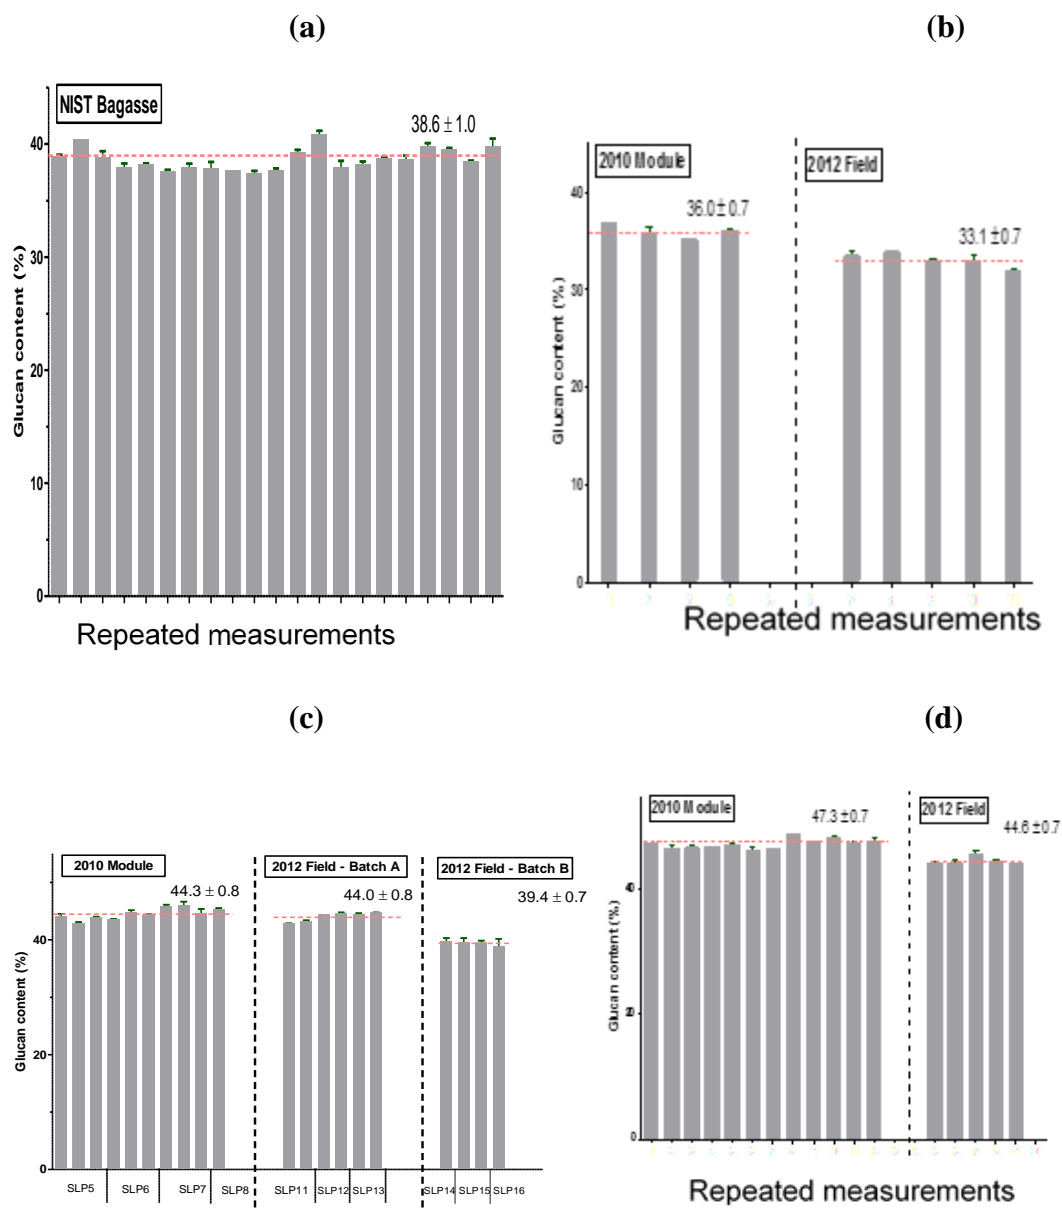 (a)
NIST Bagasse
38.6 ± 1.0
40
30
20
10
0
Glucan content (%)
Repeated measurements
(b)
2010 Module
2012 Field
36.0±0.7
33.1 ±0.7
40
30
20
10
0
Glucan content (%)
Repeated measurements
(c)
2010 Module
2012 Field - Batch A
2012 Field - Batch B
44.3 ± 0.8
44.0 ± 0.8
39.4 ± 0.7
40
20
0
Glucan content (%)
SLP5 SLP6 SLP7 SLP8 SLP11 SLP12 SLP13 SLP14 SLP15 SLP16
(d)
2010 Module
2012 Field
47.3 ±0.7
44.6 ±0.7
40
20
0
Glucan content (%)
Repeated measurements